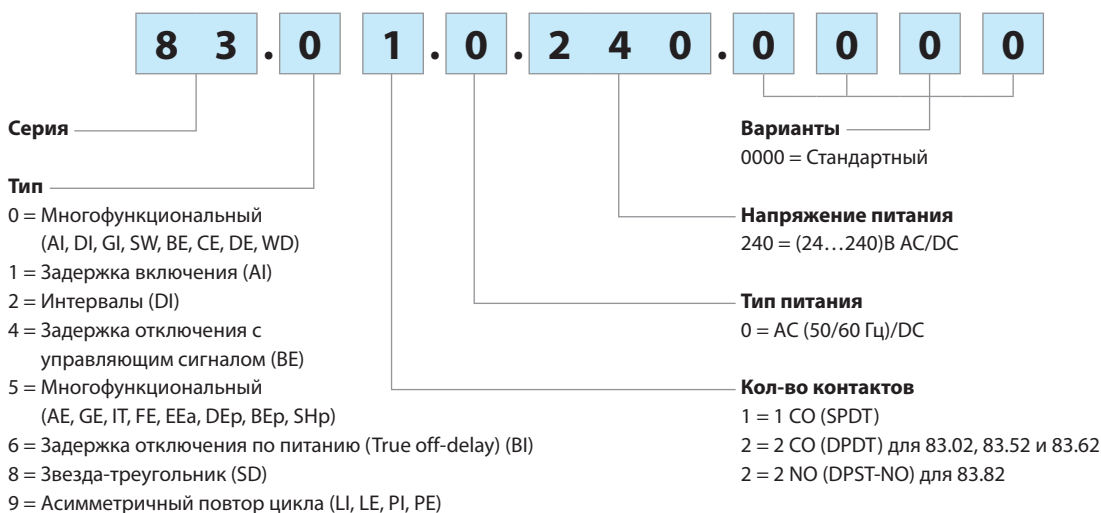 8 3 . 0 1 . 0 . 2 4 0 . 0 0 0 0
Серия
Тип
0 = Многофункциональный
(AI, DI, GI, SW, BE, CE, DE, WD)
1 = Задержка включения (AI)
2 = Интервалы (DI)
4 = Задержка отключения с
управляющим сигналом (BE)
5 = Многофункциональный
(AE, GE, IT, FE, EEa, DEp, BEp, SHp)
6 = Задержка отключения по питанию (True off-delay) (BI)
8 = Звезда-треугольник (SD)
9 = Асимметричный повтор цикла (LI, LE, PI, PE)
Варианты
0000 = Стандартный
Напряжение питания
240 = (24…240)В AC/DC
Тип питания
0 = AC (50/60 Гц)/DC
Кол-во контактов
1 = 1 CO (SPDT)
2 = 2 CO (DPDT) для 83.02, 83.52 и 83.62
2 = 2 NO (DPST-NO) для 83.82